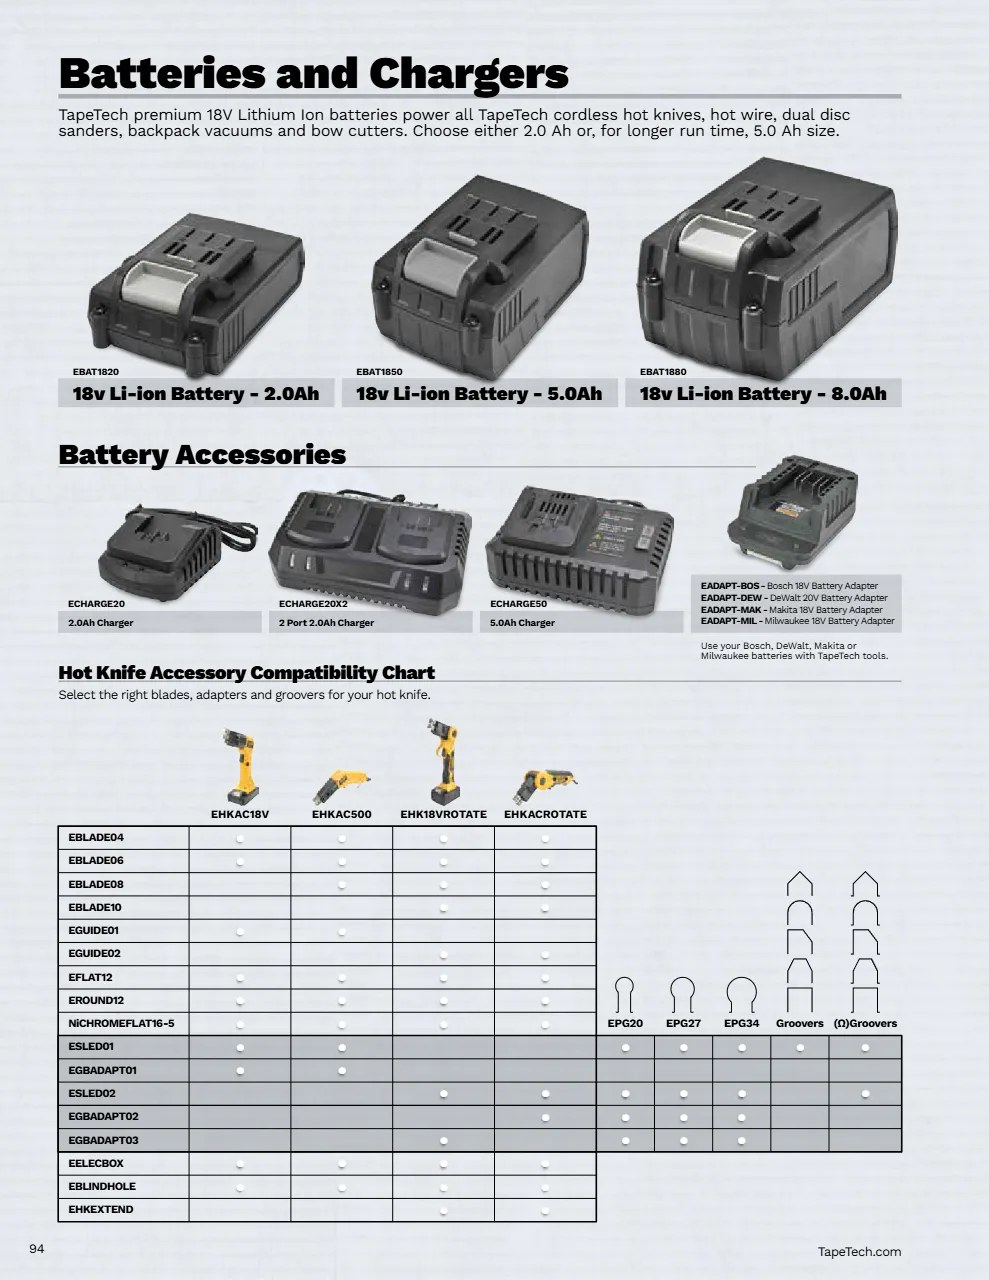 Batteries and Chargers
TapeTech premium 18V Lithium Ion batteries power all TapeTech cordless hot knives, hot wire, dual disc
sanders, backpack vacuums and bow cutters. Choose either 2.0 Ah or, for longer run time, 5.0 Ah size.
EBAT1820
18v Li-ion Battery - 2.0Ah
EBAT1850
18v Li-ion Battery - 5.0Ah
EBAT1880
18v Li-ion Battery - 8.0Ah
Battery Accessories
ECHARGE20
2.0Ah Charger
ECHARGE20X2
2 Port 2.0Ah Charger
ECHARGE50
5.0Ah Charger
EADAPT-BOS - Bosch 18V Battery Adapter
EADAPT-DEW - DeWalt 20V Battery Adapter
EADAPT-MAK - Makita 18V Battery Adapter
EADAPT-MIL - Milwaukee 18V Battery Adapter
Use your Bosch, DeWalt, Makita or
Milwaukee batteries with TapeTech tools.
Hot Knife Accessory Compatibility Chart
Select the right blades, adapters and groovers for your hot knife.
EHKAC18V EHKAC500 EHK18VROTATE EHKACROTATE
EBLADE04
EBLADE06
EBLADE08
EBLADE10
EGUIDE01
EGUIDE02
EFLAT12
EROUND12
NiCHROMEFLAT16-5
EPG20 EPG27 EPG34 Groovers (Ω)Groovers
ESLED01
EGBADAPT01
ESLED02
EGBADAPT02
EGBADAPT03
EELECBOX
EBLINDHOLE
EHKEXTEND
94
TapeTech.com